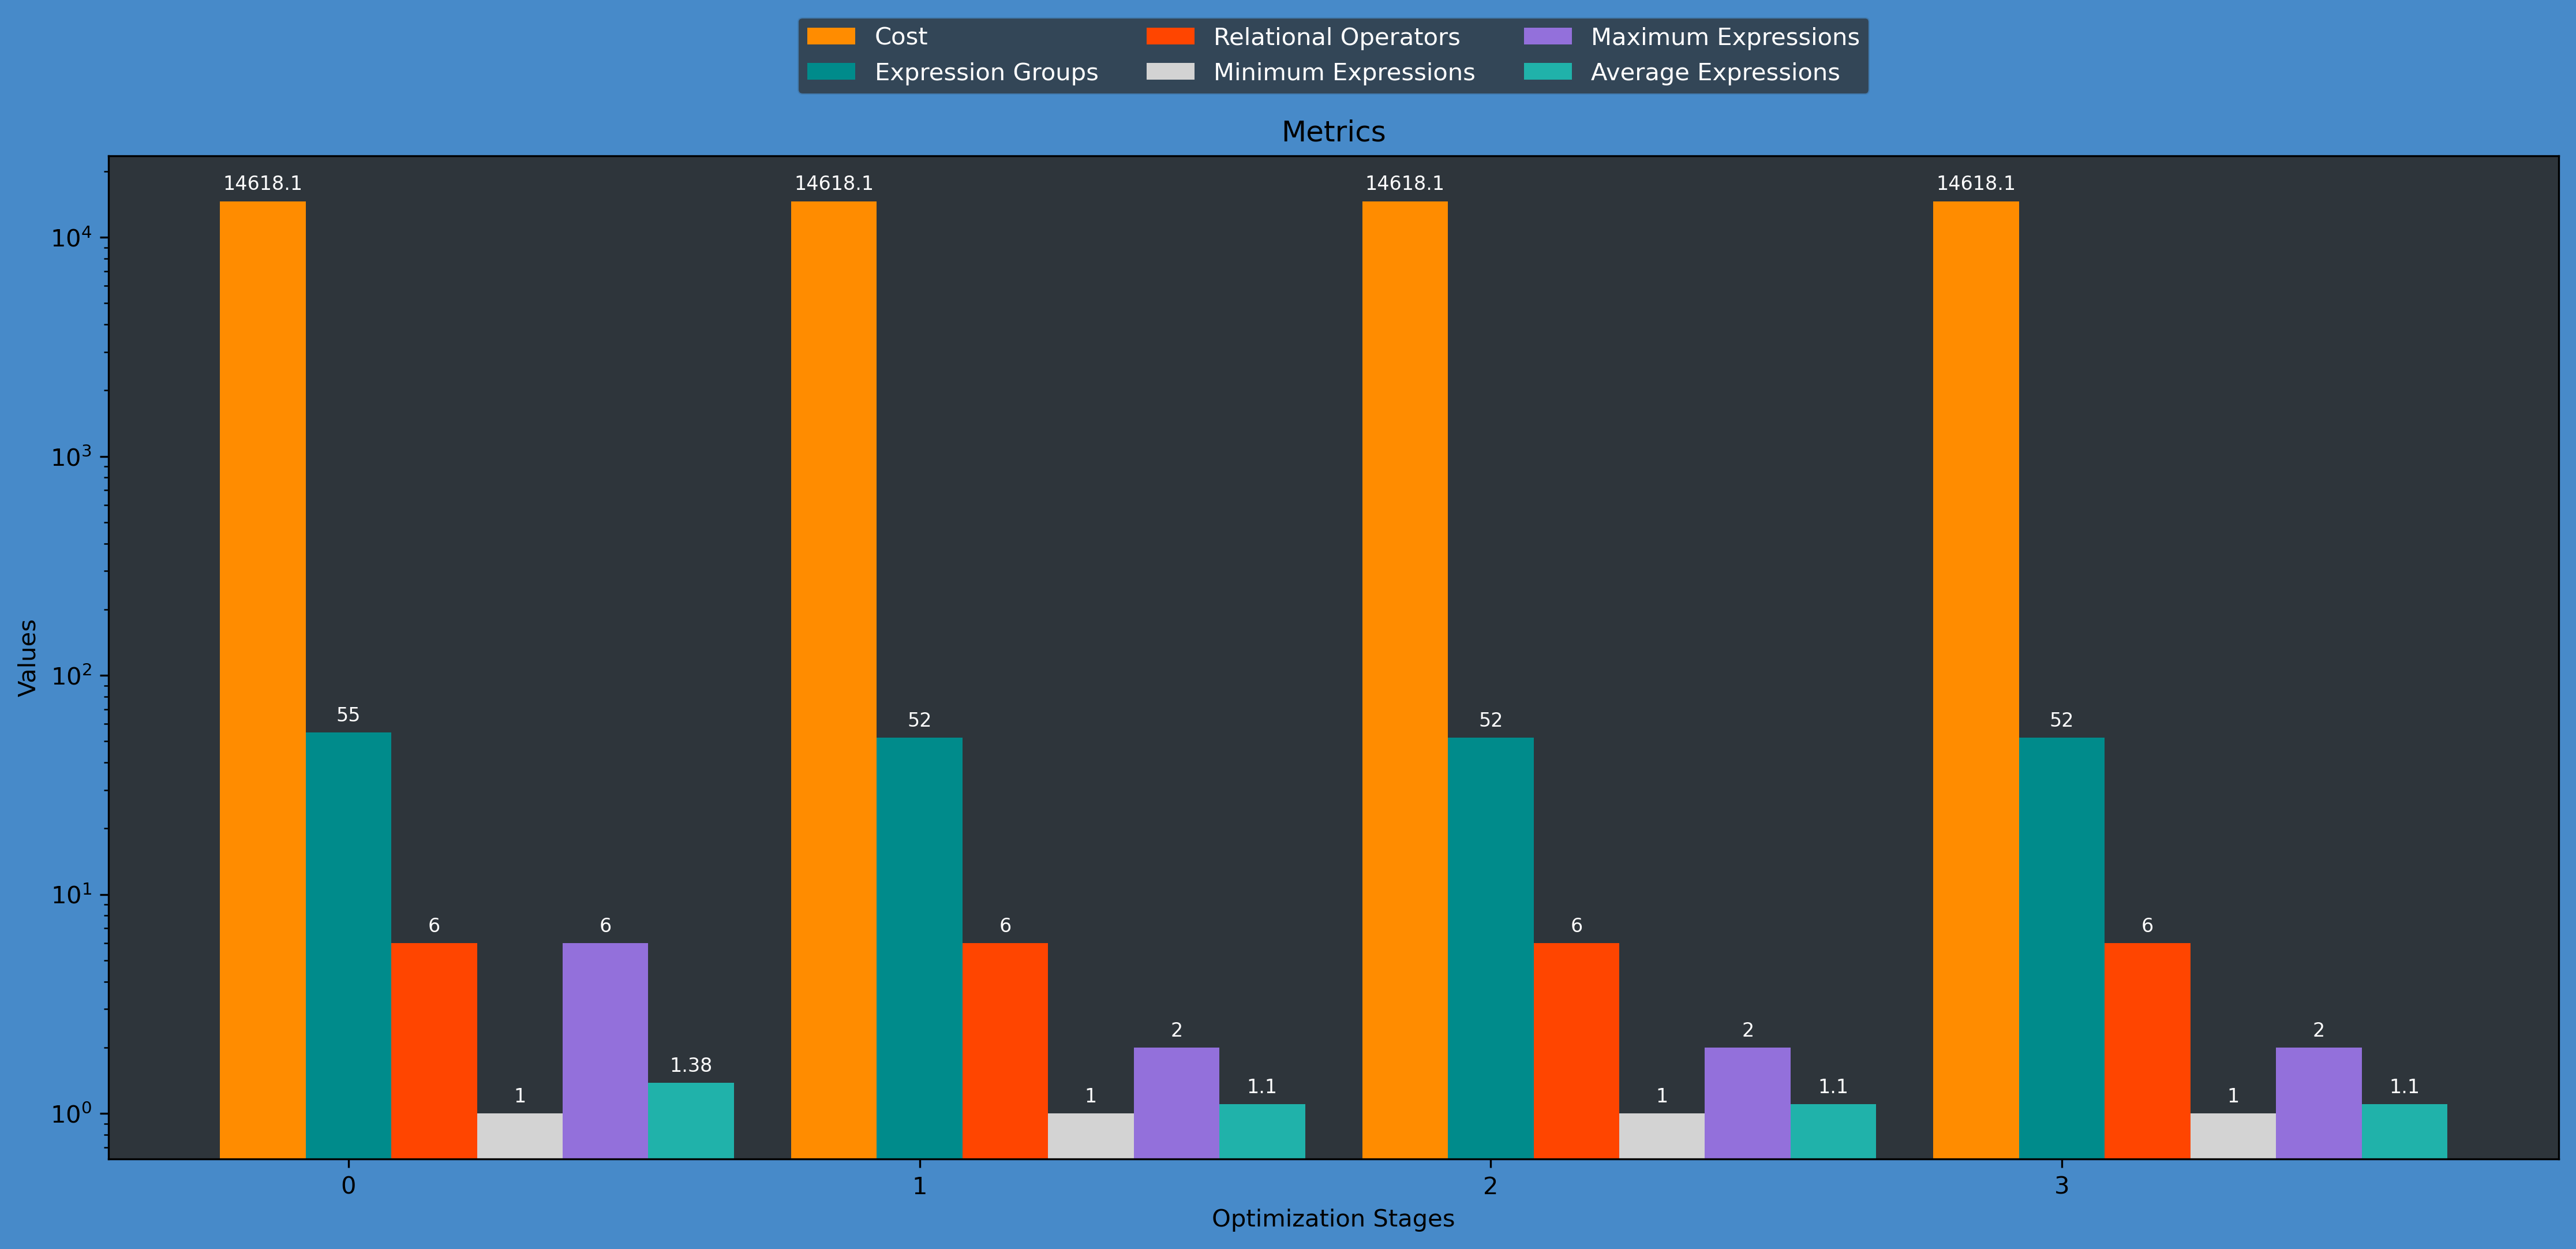 Cost Relational Operators Maximum Expressions
Expression Groups Minimum Expressions Average Expressions
Metrics
14618.1 14618.1 14618.1 14618.1
10⁴
10³
Values
10²
55 52 52 52
10¹
6 6 6 6 6
2 2 2
1.38 1.1 1.1 1.1
1 1 1 1
10⁰
0 1 2 3
Optimization Stages